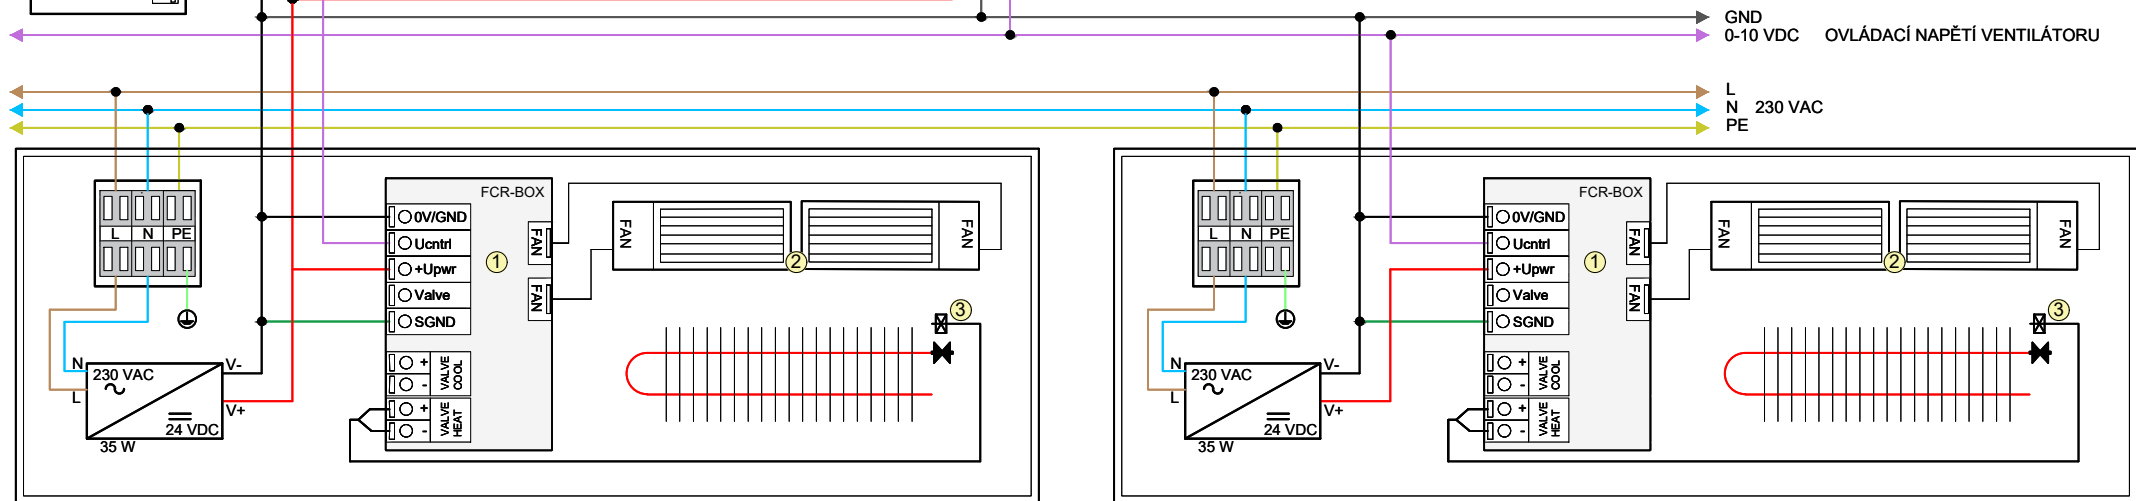 GND
0-10 VDC OVLÁDACÍ NAPĚTÍ VENTILÁTORU
L
N 230 VAC
PE
L N PE
N
L
230 VAC
24 VDC
35 W
V-
V+
FCR-BOX
0V/GND
Ucntrl
+Upwr
Valve
SGND
+
-
VALVE COOL
+
-
VALVE HEAT
1
FAN
FAN
FAN
FAN
2
3
L N PE
N
L
230 VAC
24 VDC
35 W
V-
V+
FCR-BOX
0V/GND
Ucntrl
+Upwr
Valve
SGND
+
-
VALVE COOL
+
-
VALVE HEAT
1
FAN
FAN
FAN
FAN
2
3